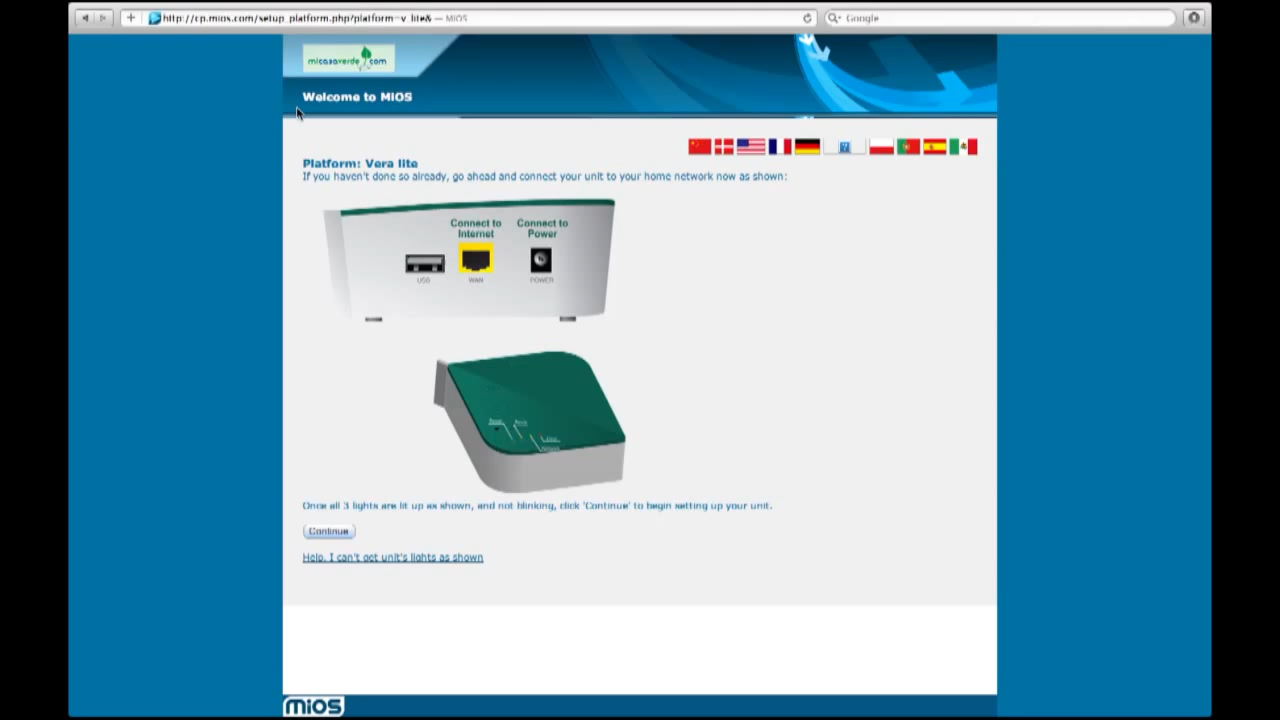 http://cp.mios.com/setup_platform.php?platform=v_lite& — MiOS
Google
micasaverde.com
Welcome to MiOS
Platform: Vera lite
If you haven't done so already, go ahead and connect your unit to your home network now as shown:
Connect to Internet
Connect to Power
USB
WAN
POWER
Once all 3 lights are lit up as shown, and not blinking, click 'Continue' to begin setting up your unit.
Continue
Help, I can't get unit's lights as shown
mios